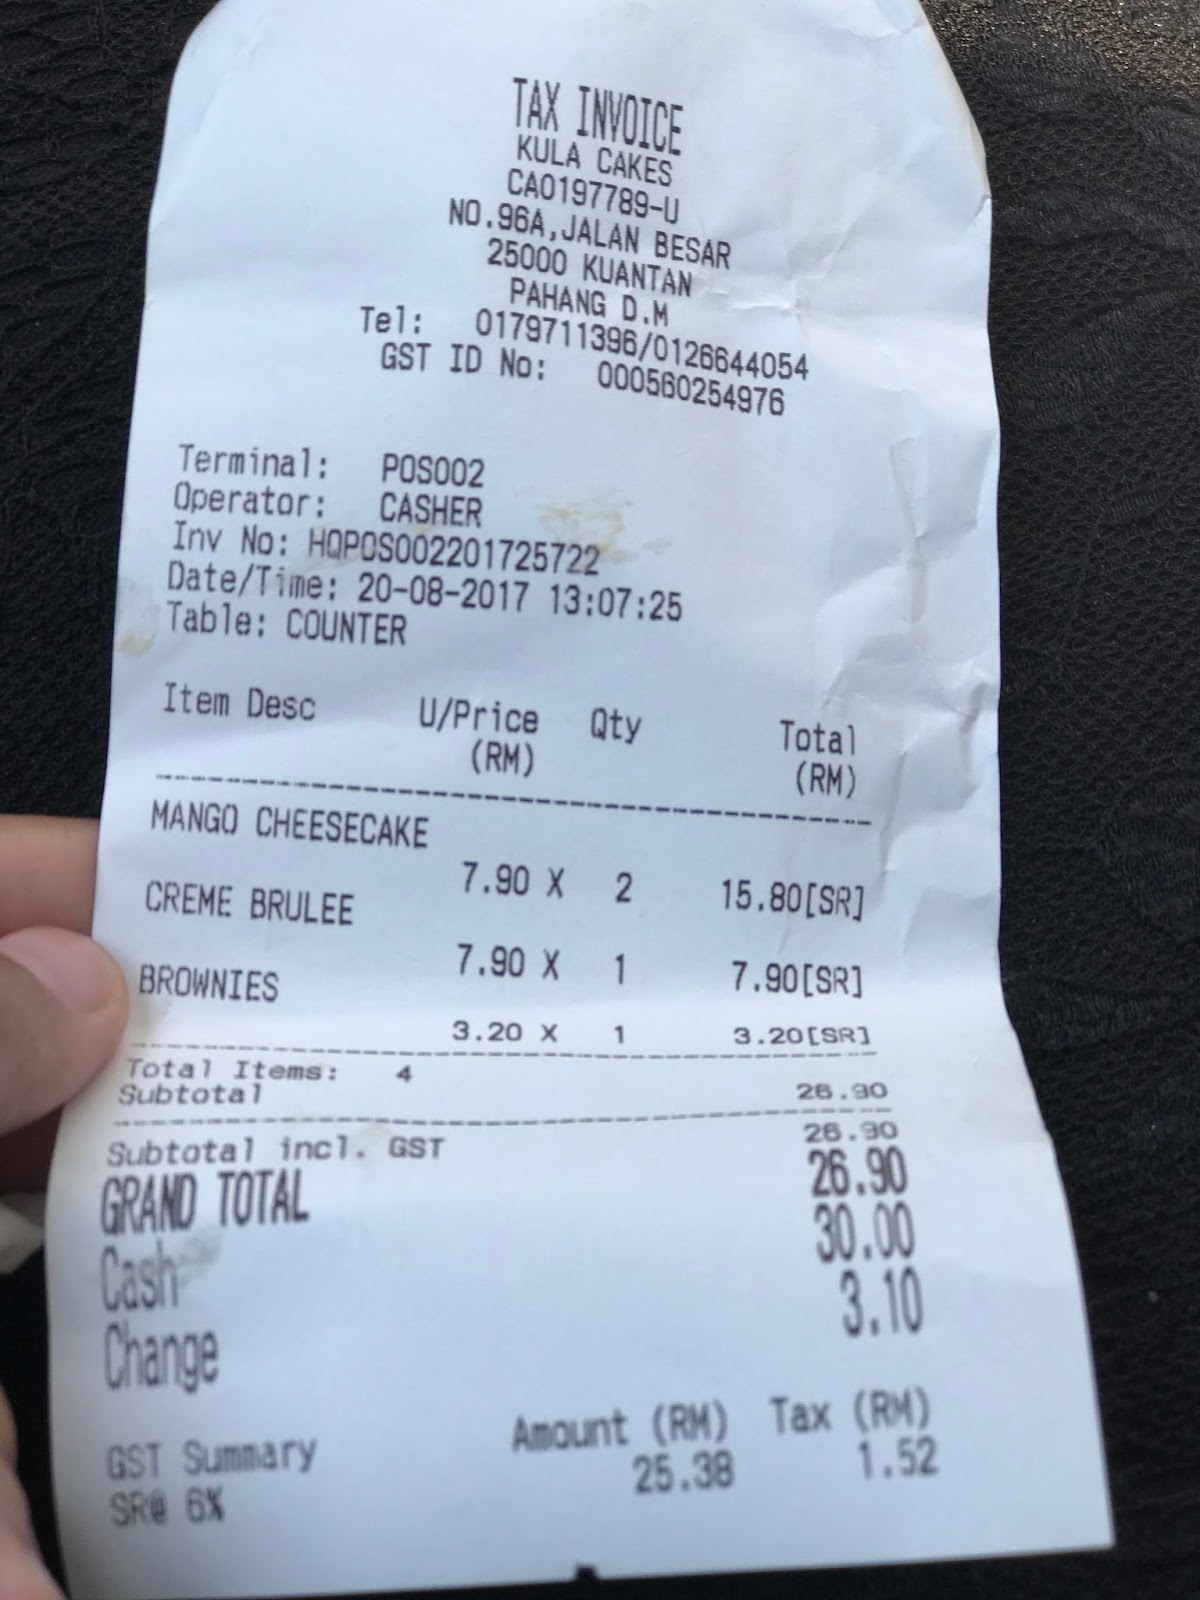 TAX INVOICE
KULA CAKES
CA0197789-U
NO.96A,JALAN BESAR
25000 KUANTAN
PAHANG D.M
Tel: 0179711396/0126644054
GST ID No: 000560254976
Terminal: POS002
Operator: CASHER
Inv No: HQPOS002201725722
Date/Time: 20-08-2017 13:07:25
Table: COUNTER
Item Desc U/Price Qty Total
(RM) (RM)
MANGO CHEESECAKE
7.90 X 2 15.80[SR]
CREME BRULEE
7.90 X 1 7.90[SR]
BROWNIES
3.20 X 1 3.20[SR]
Total Items: 4
Subtotal 26.90
Subtotal incl. GST 26.90
GRAND TOTAL 26.90
Cash 30.00
Change 3.10
GST Summary Amount (RM) Tax (RM)
SR@ 6% 25.38 1.52